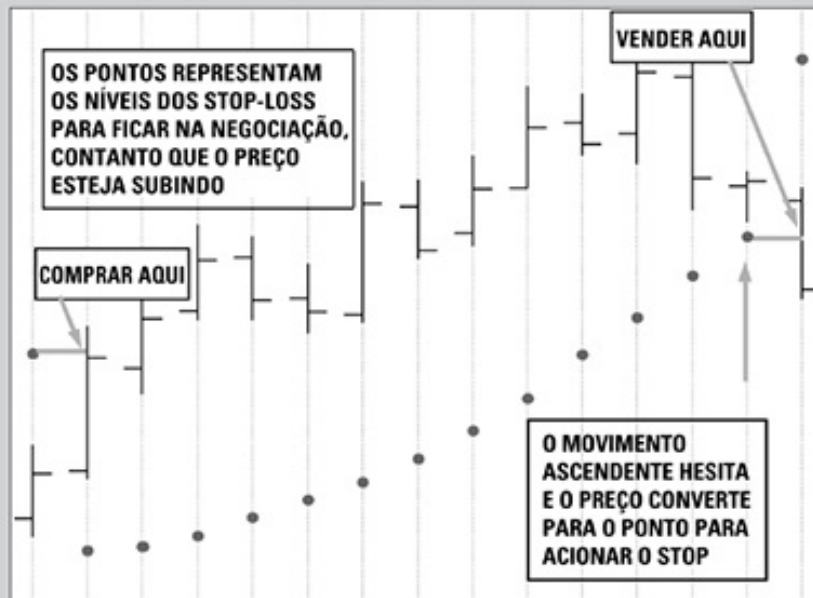 OS PONTOS REPRESENTAM
OS NÍVEIS DOS STOP-LOSS
PARA FICAR NA NEGOCIAÇÃO,
CONTANTO QUE O PREÇO
ESTEJA SUBINDO
VENDER AQUI
COMPRAR AQUI
O MOVIMENTO
ASCENDENTE HESITA
E O PREÇO CONVERTE
PARA O PONTO PARA
ACIONAR O STOP